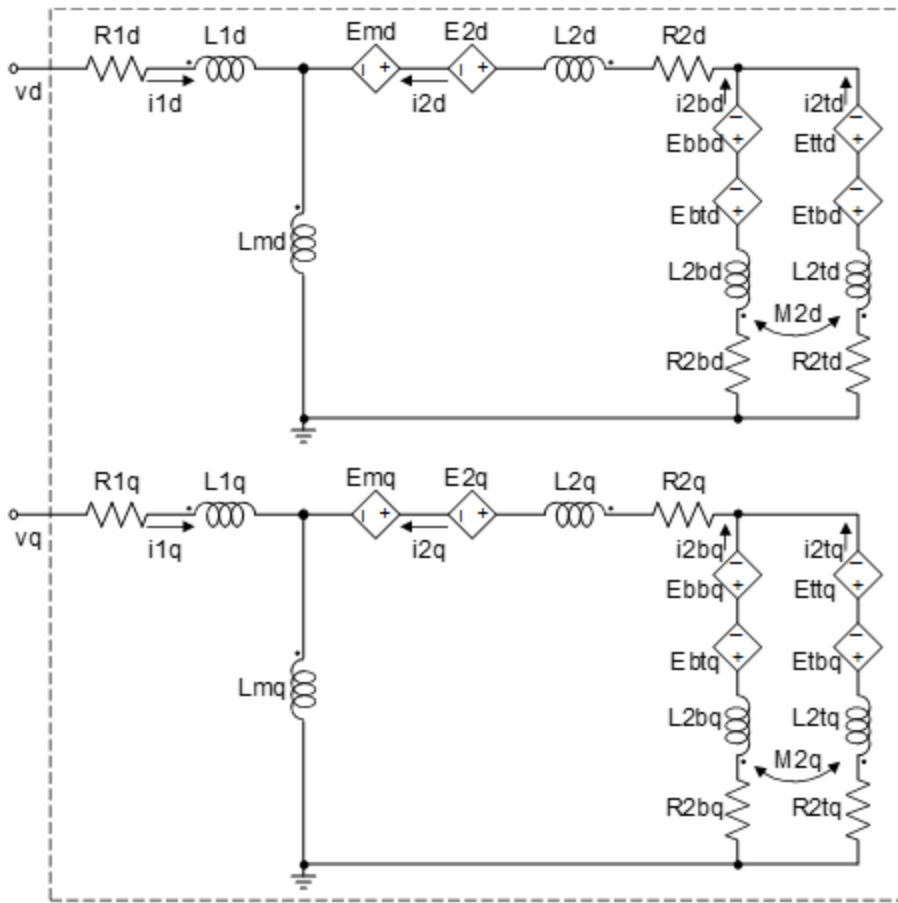 R1d L1d Emd E2d L2d R2d
vd i1d i2d i2bd i2td
Ebbd Ettd
Ebtd Etbd
Lmd L2bd L2td
M2d
R2bd R2td
R1q L1q Emq E2q L2q R2q
vq i1q i2q i2bq i2tq
Ebbq Ettq
Ebtq Etbq
Lmq L2bq L2tq
M2q
R2bq R2tq